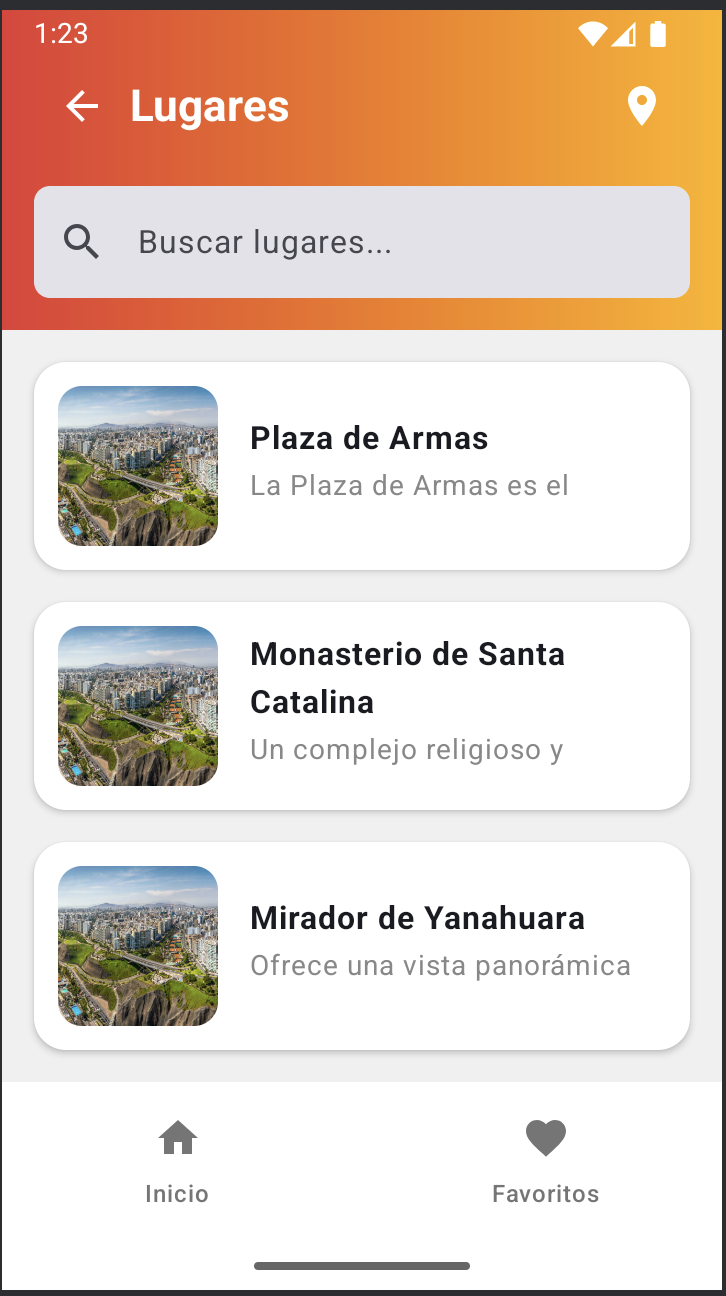 1:23
Lugares
Buscar lugares...
Plaza de Armas
La Plaza de Armas es el
Monasterio de Santa
Catalina
Un complejo religioso y
Mirador de Yanahuara
Ofrece una vista panorámica
Inicio
Favoritos